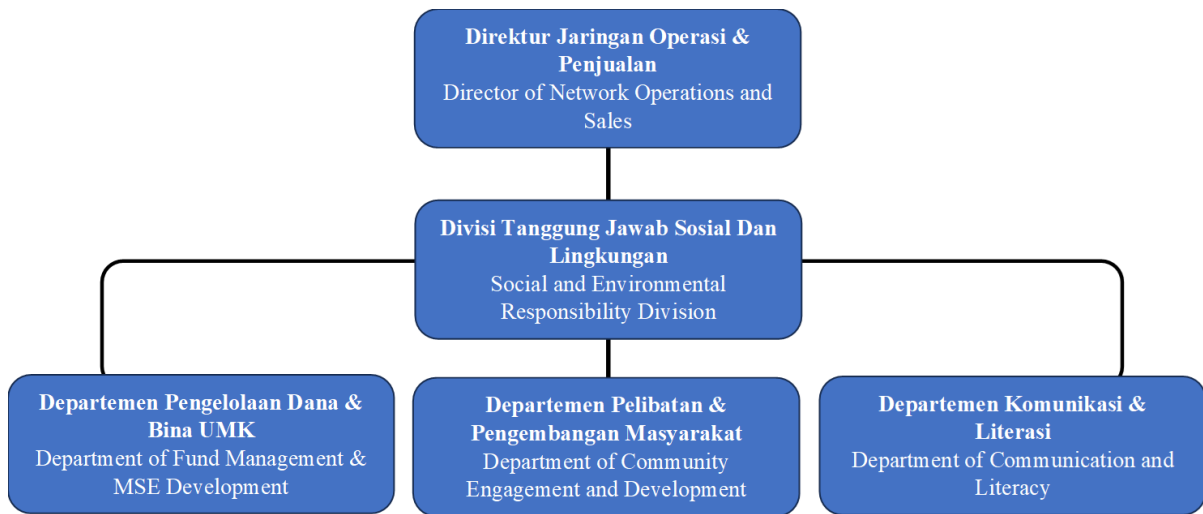 Direktur Jaringan Operasi &
Penjualan
Director of Network Operations and
Sales
Divisi Tanggung Jawab Sosial Dan
Lingkungan
Social and Environmental
Responsibility Division
Departemen Pengelolaan Dana &
Bina UMK
Department of Fund Management &
MSE Development
Departemen Pelibatan &
Pengembangan Masyarakat
Department of Community
Engagement and Development
Departemen Komunikasi &
Literasi
Department of Communication and
Literacy